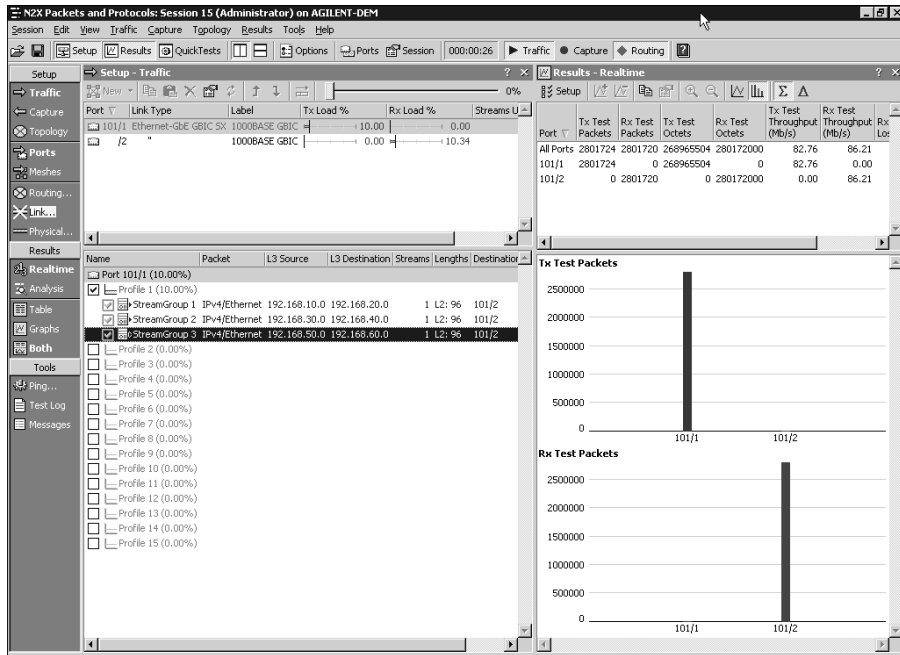 N2X Packets and Protocols: Session 15 (Administrator) on AGILENT-DEM
Session Edit View Traffic Capture Topology Results Tools Help
Setup Results QuickTests Options Ports Session 000:00:26 Traffic Capture Routing
Setup
Traffic
Capture
Topology
Ports
Meshes
Routing...
Link...
Physical...
Results
Realtime
Analysis
Table
Graphs
Both
Tools
Ping...
Test Log
Messages
Setup - Traffic
New 0%
Port Link Type Label Tx Load % Rx Load % Streams U
101/1 Ethernet-GbE GBIC SX 1000BASE GBIC 10.00 0.00
/2 " 1000BASE GBIC 0.00 10.34
Name Packet L3 Source L3 Destination Streams Lengths Destination
Port 101/1 (10.00%)
Profile 1 (10.00%)
StreamGroup 1 IPv4/Ethernet 192.168.10.0 192.168.20.0 1 L2: 96 101/2
StreamGroup 2 IPv4/Ethernet 192.168.30.0 192.168.40.0 1 L2: 96 101/2
StreamGroup 3 IPv4/Ethernet 192.168.50.0 192.168.60.0 1 L2: 96 101/2
Profile 2 (0.00%)
Profile 3 (0.00%)
Profile 4 (0.00%)
Profile 5 (0.00%)
Profile 6 (0.00%)
Profile 7 (0.00%)
Profile 8 (0.00%)
Profile 9 (0.00%)
Profile 10 (0.00%)
Profile 11 (0.00%)
Profile 12 (0.00%)
Profile 13 (0.00%)
Profile 14 (0.00%)
Profile 15 (0.00%)
Results - Realtime
Setup Σ Δ
Tx Test Rx Test
Tx Test Rx Test Tx Test Rx Test Throughput Throughput Rx
Port Packets Packets Octets Octets (Mb/s) (Mb/s) Los
All Ports 2801724 2801720 268965504 280172000 82.76 86.21
101/1 2801724 0 268965504 0 82.76 0.00
101/2 0 2801720 0 280172000 0.00 86.21
Tx Test Packets
2500000
2000000
1500000
1000000
500000
0
101/1 101/2
Rx Test Packets
2500000
2000000
1500000
1000000
500000
0
101/1 101/2